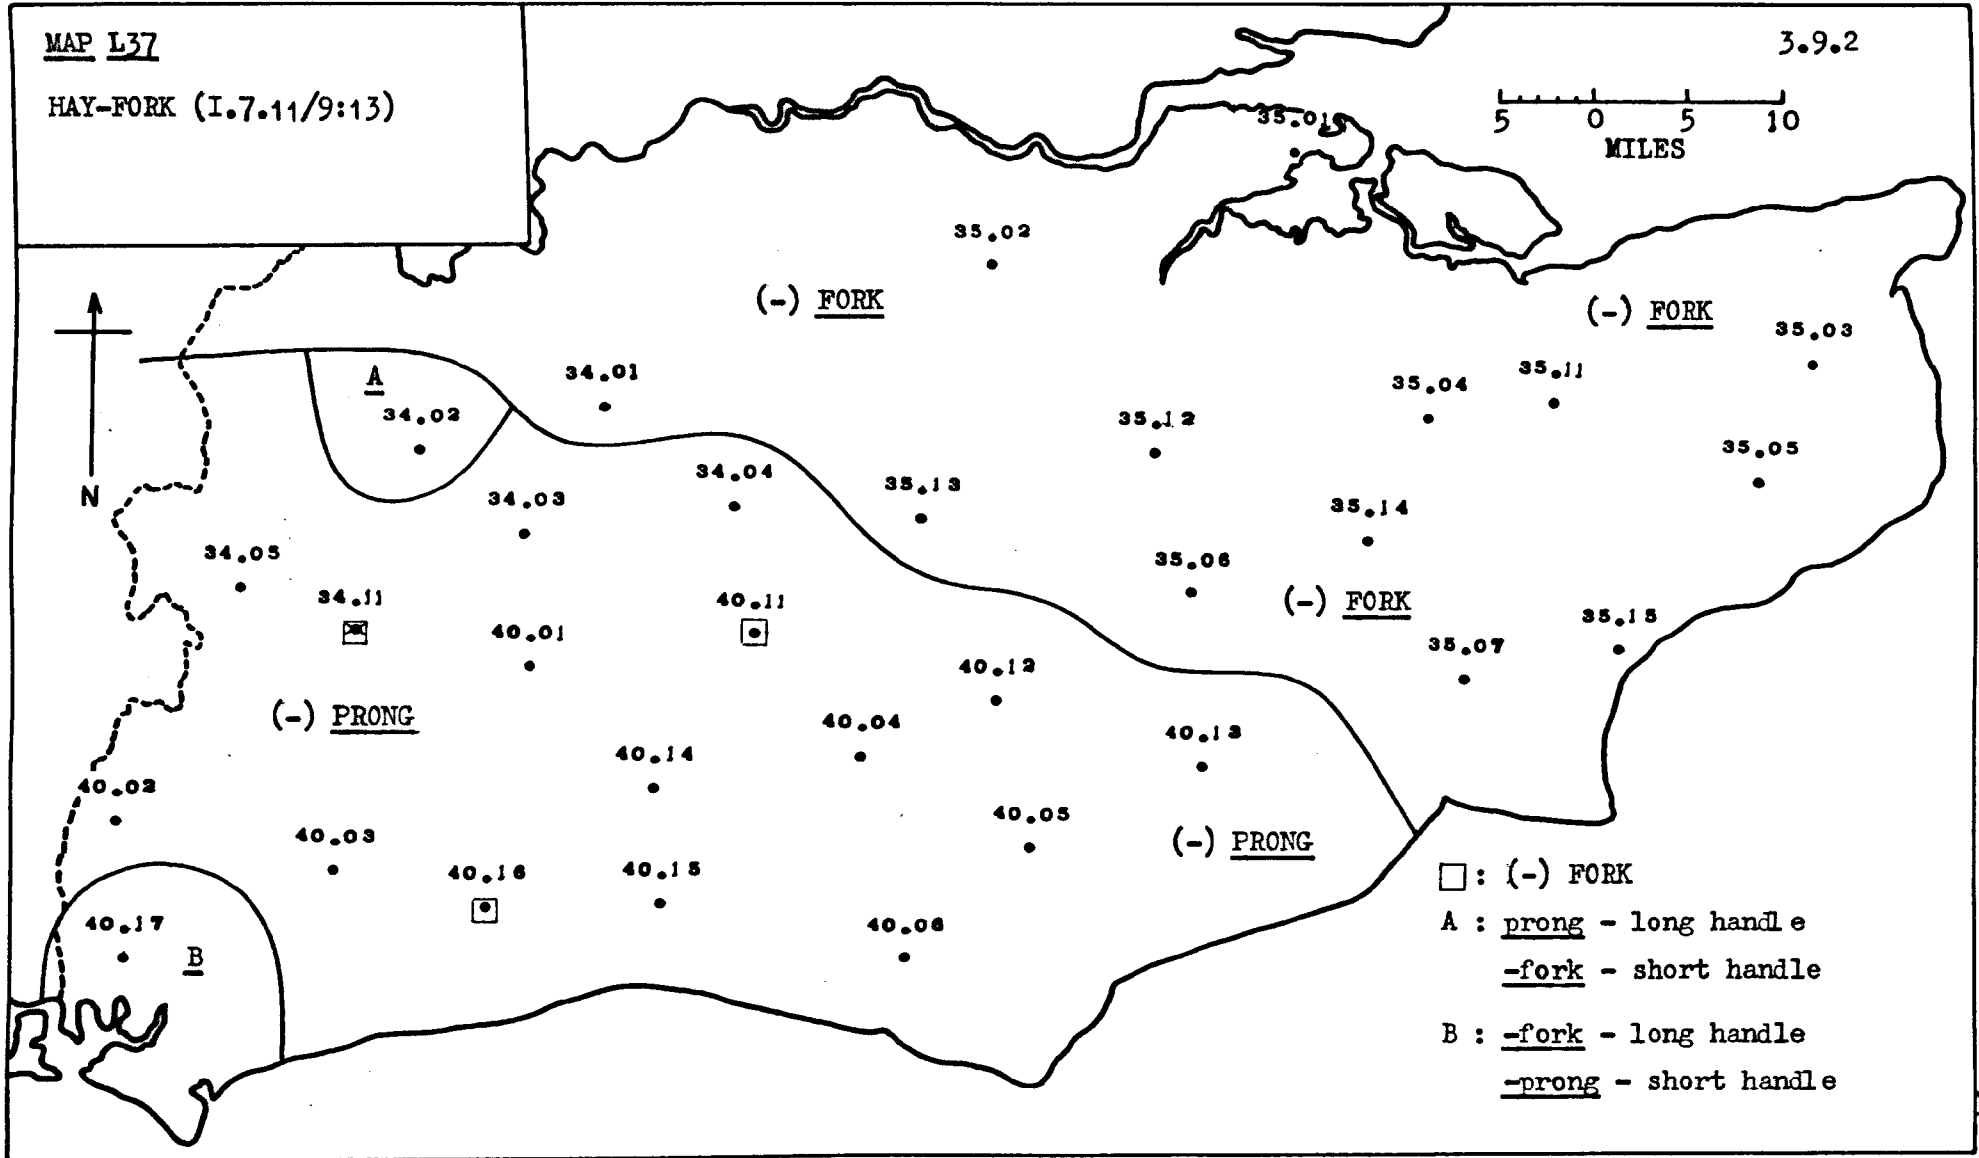 MAP L37
HAY-FORK (I.7.11/9:13)
3.9.2
5 0 5 10
MILES
N
35.01
35.02
(-) FORK
(-) FORK
35.03
34.01
A
34.02
35.04
35.11
35.12
35.05
34.04
35.13
34.03
35.14
34.05
35.06
34.11
40.11
(-) FORK
35.15
40.01
35.07
40.12
(-) PRONG
40.04
40.13
40.14
40.02
40.05
40.03
(-) PRONG
40.16
40.15
40.17
40.06
B
: (-) FORK
A : prong - long handle
-fork - short handle
B : -fork - long handle
-prong - short handle